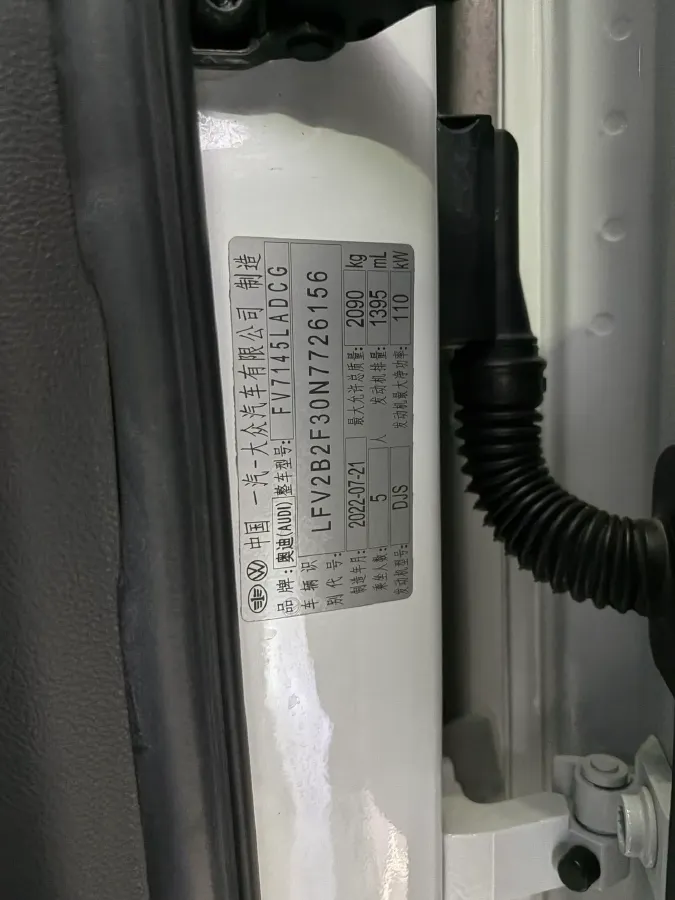 中国 一汽-大众汽车有限公司 制造
品牌: 奥迪(AUDI) 整车型号: FV7145LADCG
车辆识别代号: LFV2B2F30N7726156
制造年月: 2022-07-21 最大允许总质量: 2090 kg
乘坐人数: 5 人 发动机排量: 1395 mL
发动机型号: DJS 发动机最大净功率: 110 kW